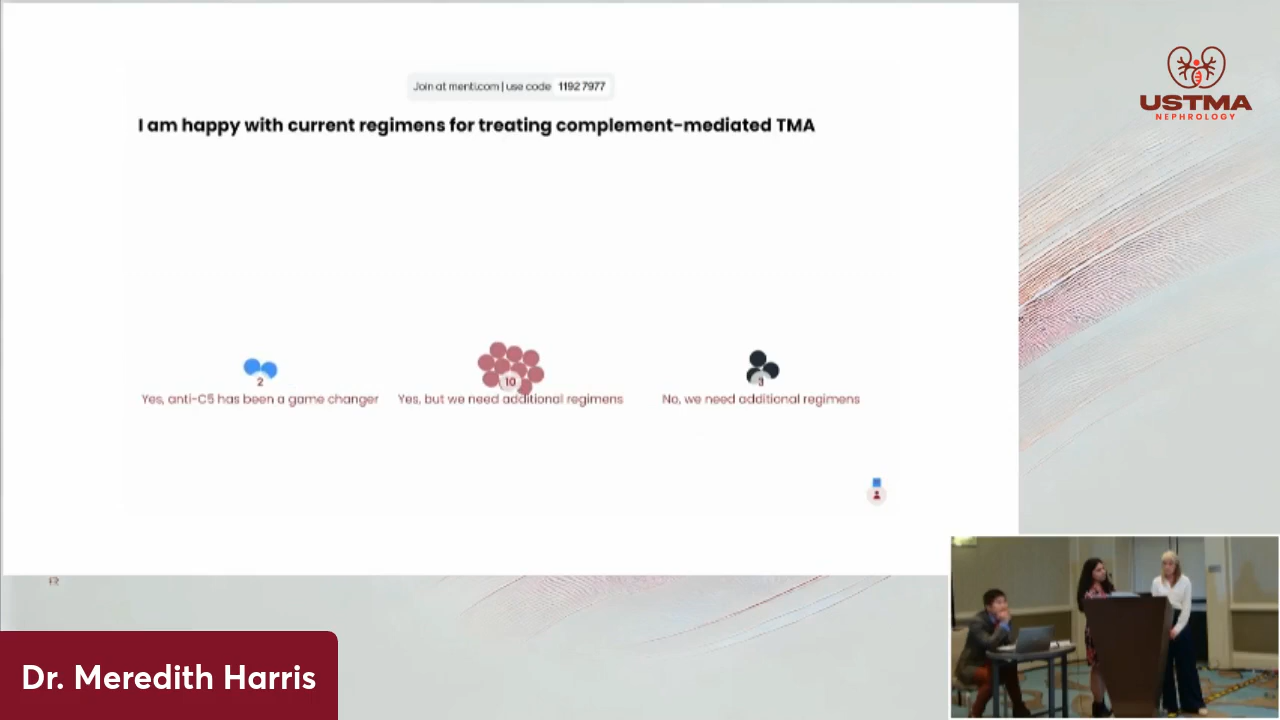 Join at menti.com | use code 1192 7977
I am happy with current regimens for treating complement-mediated TMA
2
Yes, anti-C5 has been a game changer
10
Yes, but we need additional regimens
3
No, we need additional regimens
USTMA
NEPHROLOGY
Dr. Meredith Harris